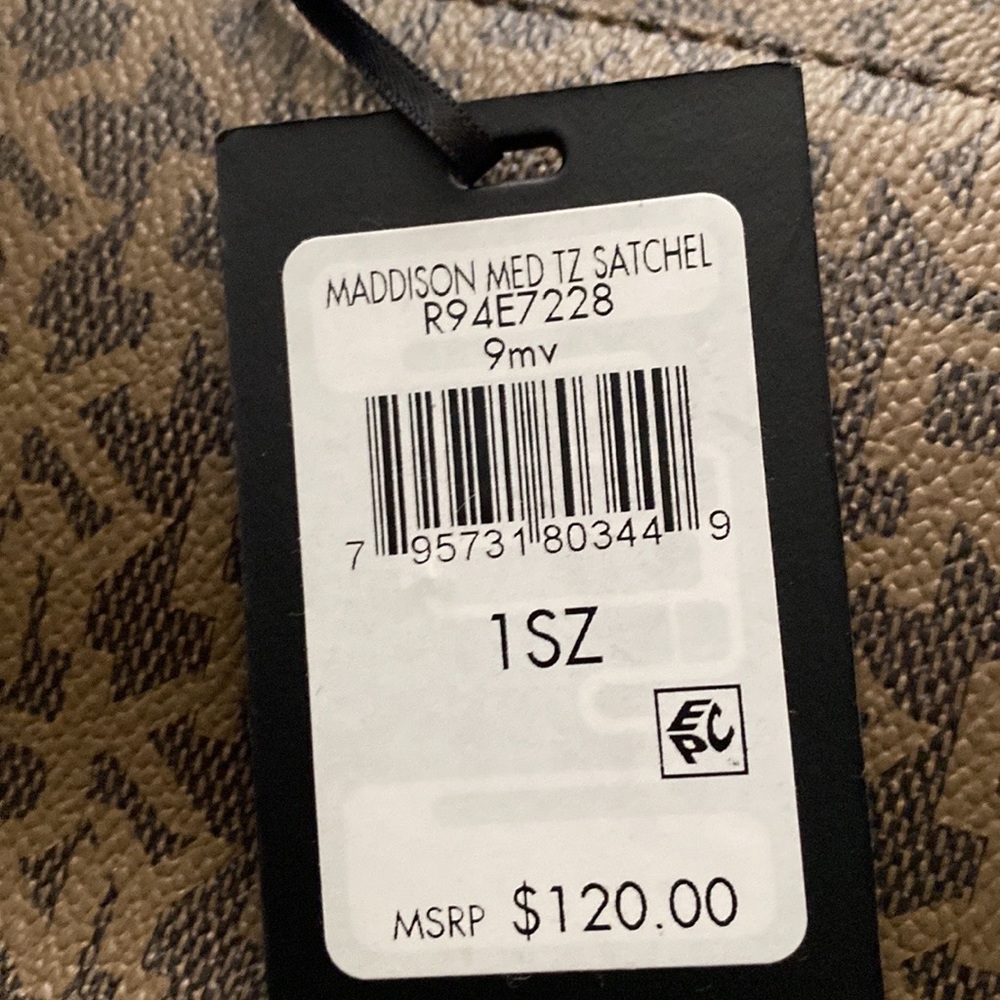 MADDISON MED TZ SATCHEL
R94E7228
9mv
7 95731 80344 9
1SZ
EPC
MSRP $120.00